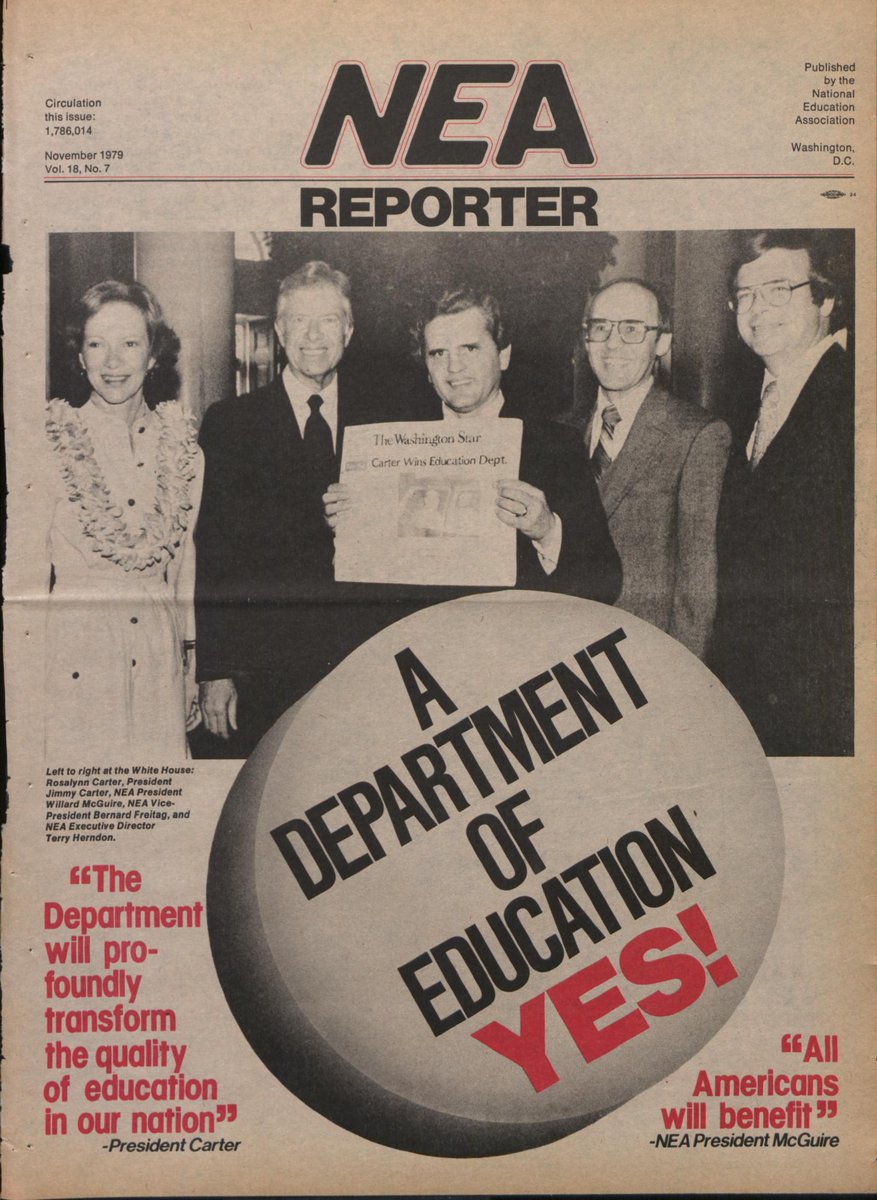 Circulation
this issue:
1,786,014
November 1979
Vol. 18, No. 7
NEA
REPORTER
Published
by the
National
Education
Association
Washington,
D.C.
24
The Washington Star
Carter Wins Education Dept.
Left to right at the White House:
Rosalynn Carter, President
Jimmy Carter, NEA President
Willard McGuire, NEA Vice-
President Bernard Freitag, and
NEA Executive Director
Terry Herndon.
A
DEPARTMENT
OF
EDUCATION
YES!
“The
Department
will pro-
foundly
transform
the quality
of education
in our nation”
-President Carter
“All
Americans
will benefit”
-NEA President McGuire